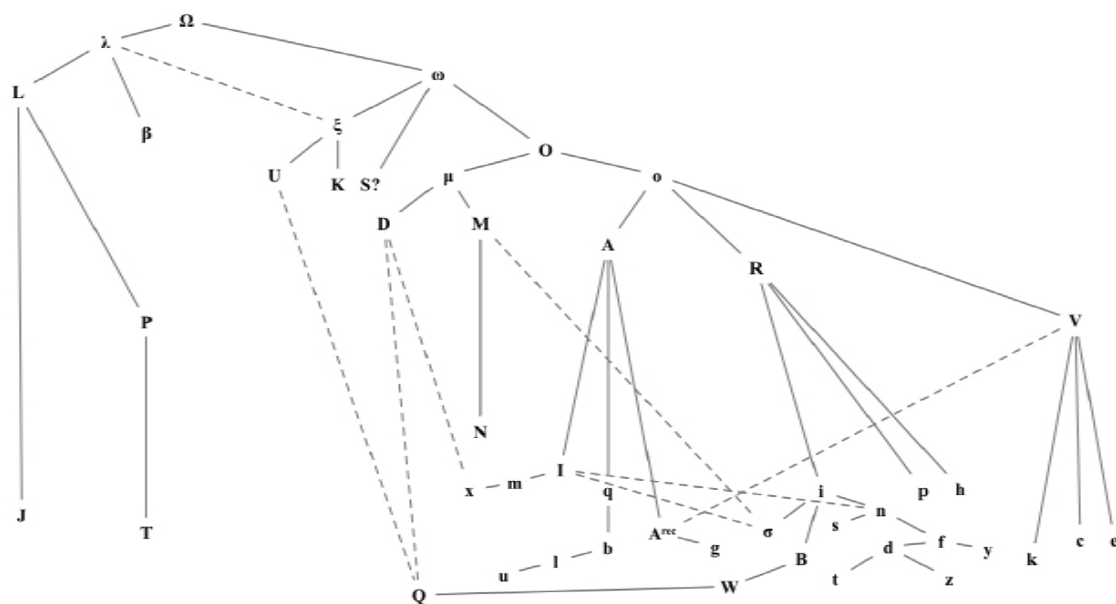 Ω
λ
ω
L
ξ
β
O
U
K
S?
μ
o
D
M
A
R
P
V
N
I
x
m
q
i
p
h
J
s
n
T
A^rec
g
σ
d
f
y
k
c
e
u
l
b
B
t
z
Q
W